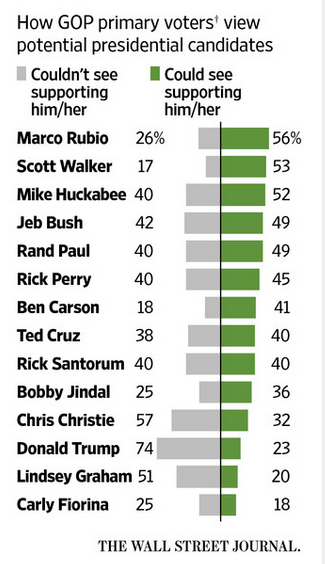 How GOP primary voters† view
potential presidential candidates
Couldn't see
supporting
him/her
Could see
supporting
him/her
Marco Rubio 26% 56%
Scott Walker 17 53
Mike Huckabee 40 52
Jeb Bush 42 49
Rand Paul 40 49
Rick Perry 40 45
Ben Carson 18 41
Ted Cruz 38 40
Rick Santorum 40 40
Bobby Jindal 25 36
Chris Christie 57 32
Donald Trump 74 23
Lindsey Graham 51 20
Carly Fiorina 25 18
THE WALL STREET JOURNAL.